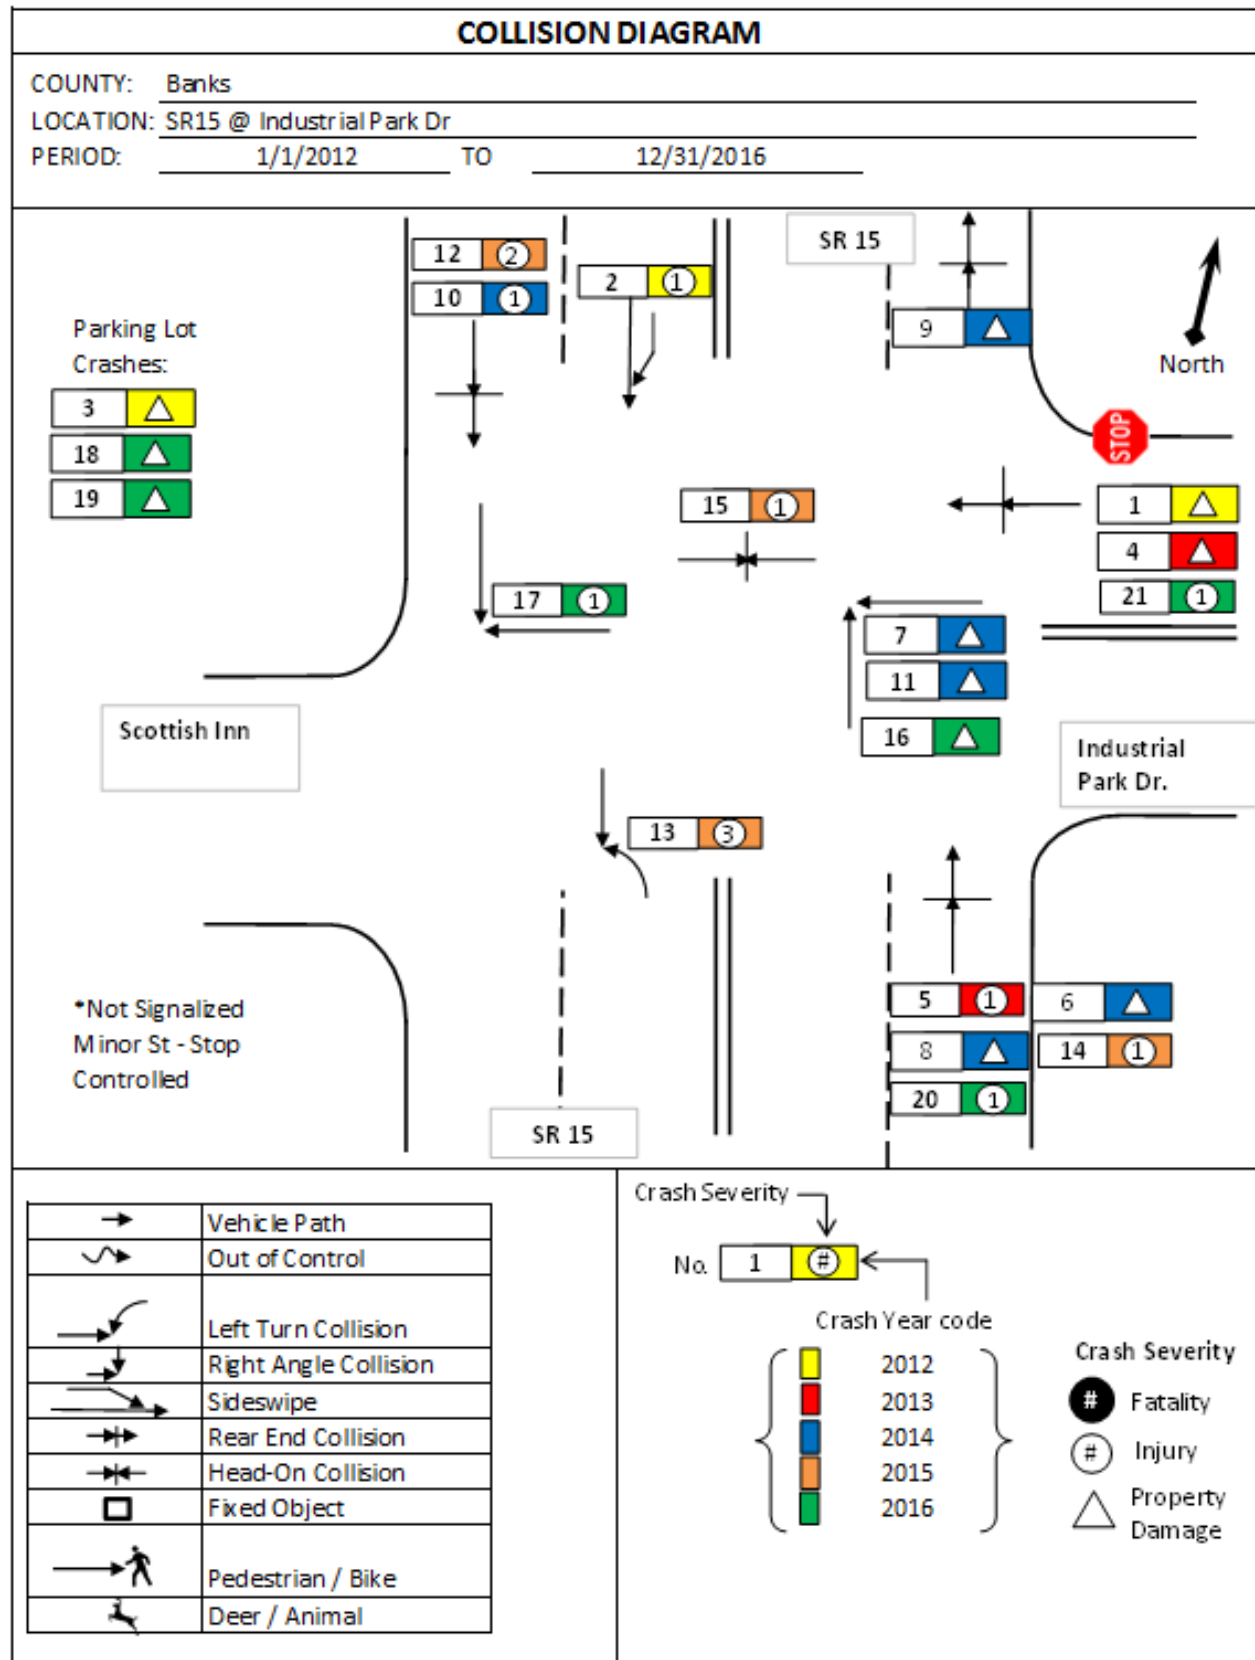 COLLISION DIAGRAM
COUNTY: Banks
LOCATION: SR15 @ Industrial Park Dr
PERIOD: 1/1/2012 TO 12/31/2016
12 2
10 1
2 1
SR 15
9
North
Parking Lot
Crashes:
3
18
19
STOP
15 1
1
4
21 1
17 1
7
11
16
Scottish Inn
Industrial
Park Dr.
13 3
*Not Signalized
Minor St - Stop
Controlled
5 1
6
8
14 1
20 1
SR 15
Vehicle Path
Out of Control
Left Turn Collision
Right Angle Collision
Sideswipe
Rear End Collision
Head-On Collision
Fixed Object
Pedestrian / Bike
Deer / Animal
Crash Severity
No. 1 #
Crash Year code
2012
2013
2014
2015
2016
Crash Severity
# Fatality
# Injury
Property
Damage